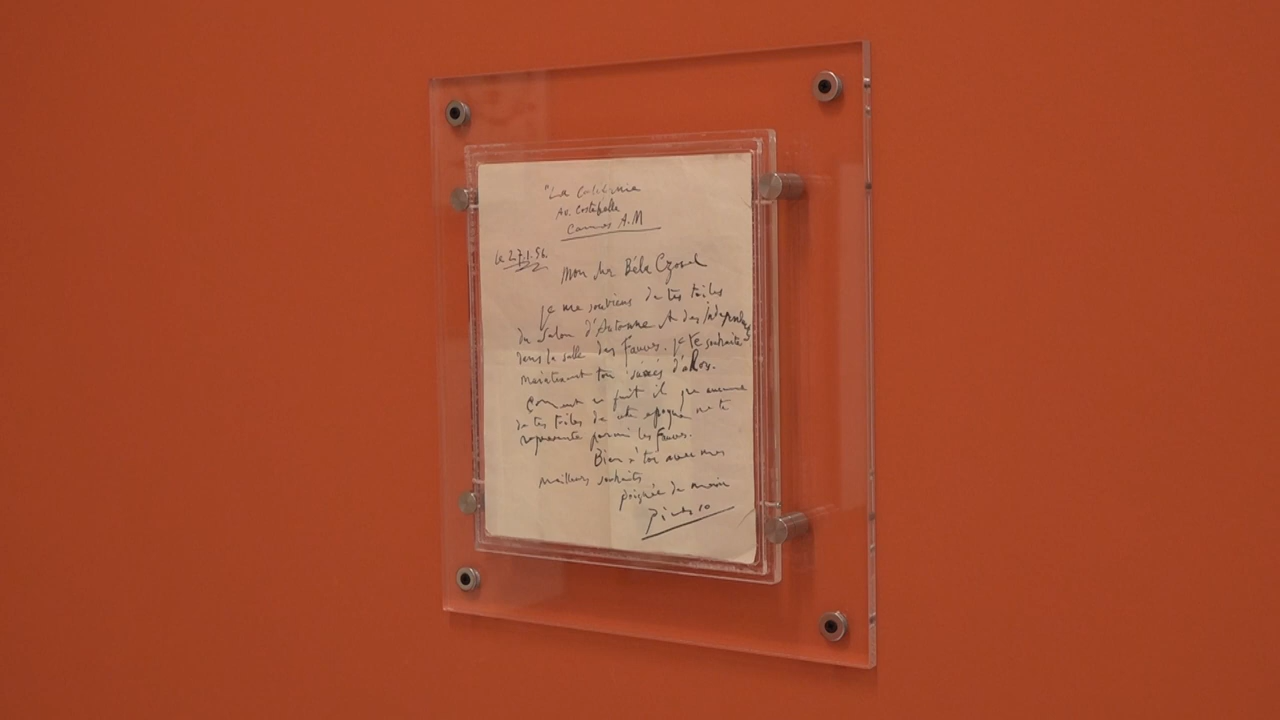 "La Californie
Av. Costebelle
Cannes A.M
le 27.1.56.
Mon cher Béla Czobel
je me souviens de tes toiles
du Salon d'Automne et des Indépendants
dans la salle des Fauves. je te souhaite
maintenant ton succès d'alors.
Comment se fait il que aucune
de tes toiles de cette époque ne te
represente parmi les Fauves.
Bien à toi avec mes
meilleurs souhaits
poignée de main
Picasso